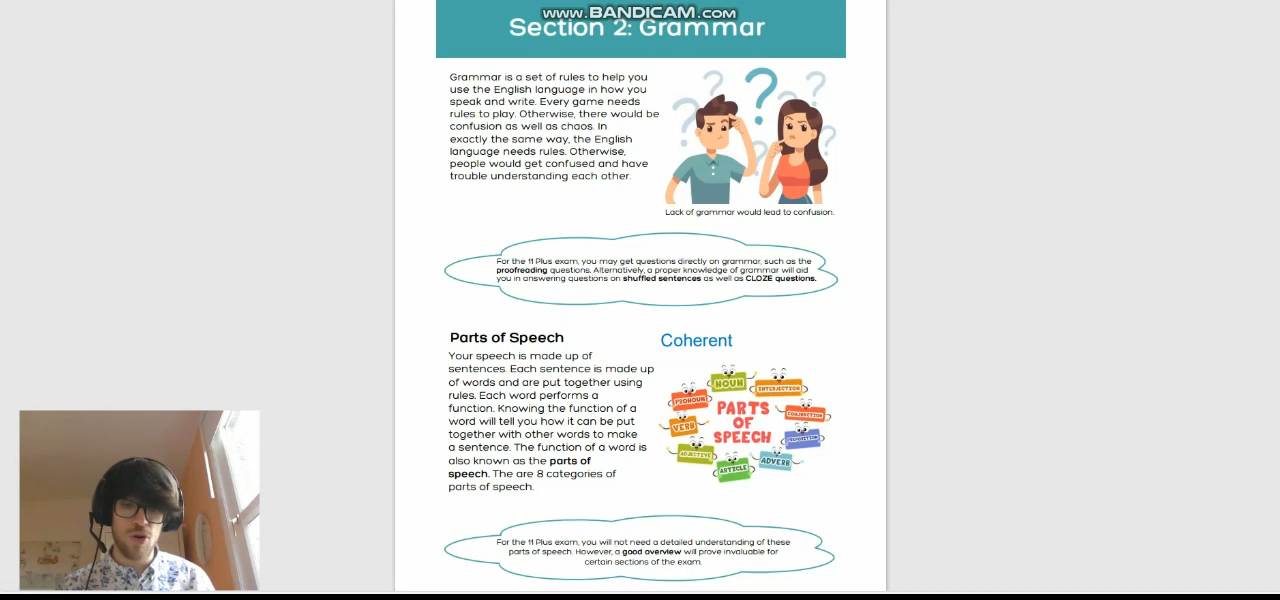 www.BANDICAM.com
Section 2: Grammar
Grammar is a set of rules to help you
use the English language in how you
speak and write. Every game needs
rules to play. Otherwise, there would be
confusion as well as chaos. In
exactly the same way, the English
language needs rules. Otherwise,
people would get confused and have
trouble understanding each other.
Lack of grammar would lead to confusion.
For the 11 Plus exam, you may get questions directly on grammar, such as the
proofreading questions. Alternatively, a proper knowledge of grammar will aid
you in answering questions on shuffled sentences as well as CLOZE questions.
Parts of Speech
Coherent
Your speech is made up of
sentences. Each sentence is made up
of words and are put together using
rules. Each word performs a
function. Knowing the function of a
word will tell you how it can be put
together with other words to make
a sentence. The function of a word is
also known as the parts of
speech. The are 8 categories of
parts of speech.
NOUN
INTERJECTION
PRONOUN
CONJUNCTION
PARTS
OF
SPEECH
VERB
PREPOSITION
ADJECTIVE
ADVERB
ARTICLE
For the 11 Plus exam, you will not need a detailed understanding of these
parts of speech. However, a good overview will prove invaluable for
certain sections of the exam.